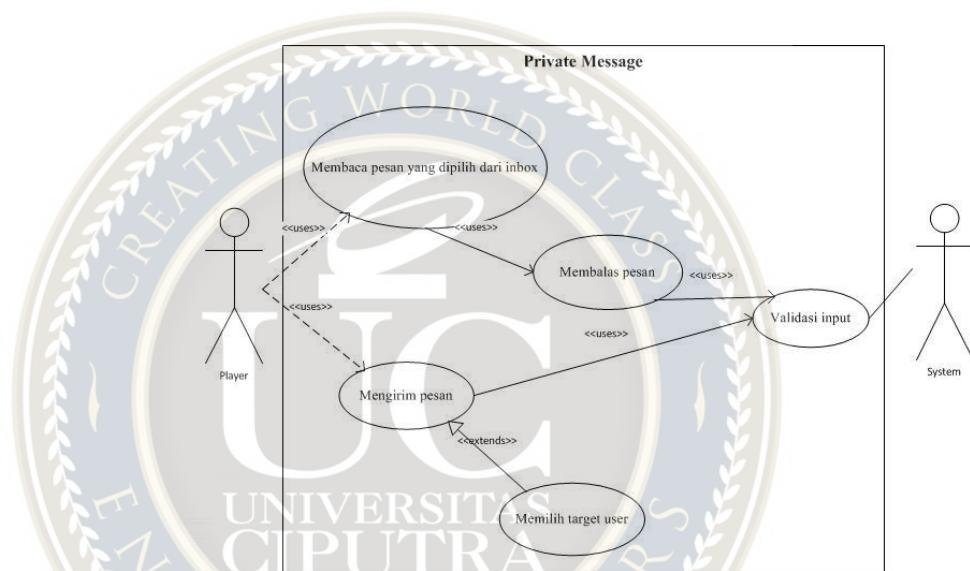 Private Message
CREATING WORLD CLASS
Membaca pesan yang dipilih dari inbox
<<uses>>
<<uses>>
Membalas pesan
<<uses>>
<<uses>>
Validasi input
<<uses>>
Player
System
Mengirim pesan
<<extends>>
Memilih target user
UC
UNIVERSITAS
CIPUTRA